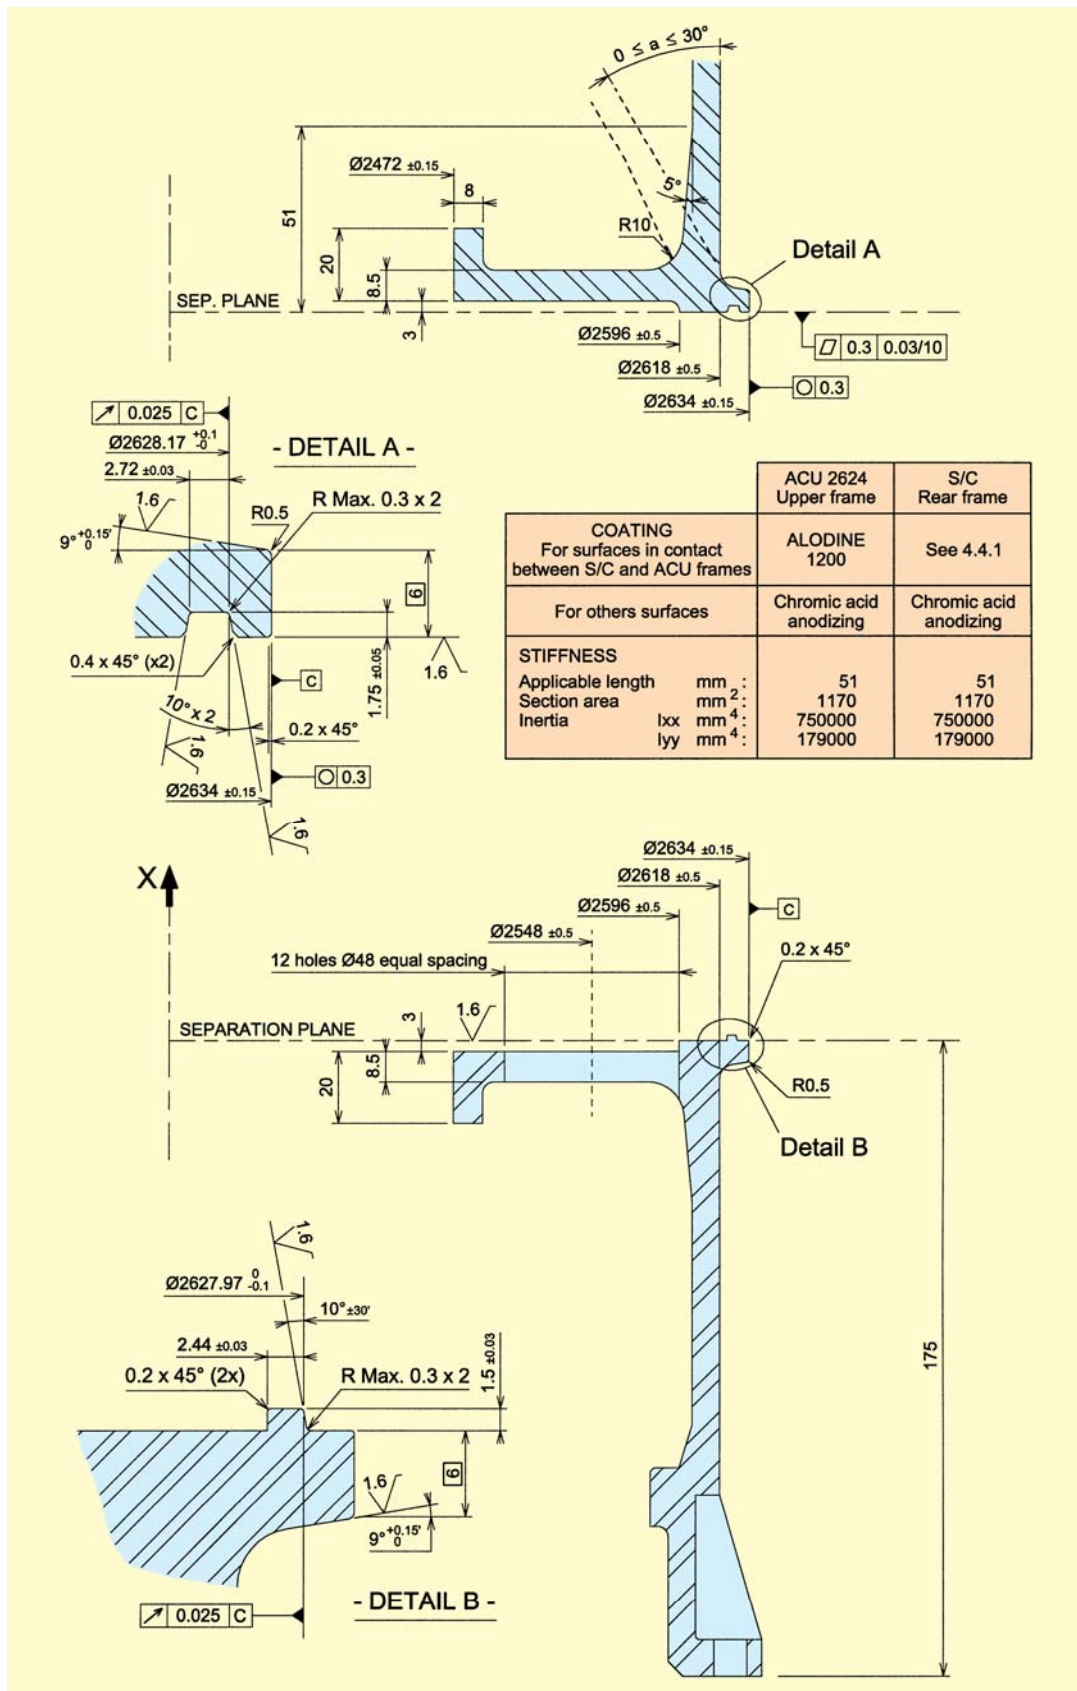 0 ≤ a ≤ 30°
Ø2472 ±0.15
8
5°
51
R10
20
8.5
Detail A
SEP. PLANE
3
Ø2596 ±0.5
0.3 0.03/10
Ø2618 ±0.5
0.3
Ø2634 ±0.15
0.025 C
Ø2628.17 +0.1 -0
- DETAIL A -
2.72 ±0.03
1.6
R0.5
R Max. 0.3 x 2
9° +0.15' 0
6
0.4 x 45° (x2)
1.75 ±0.05
1.6
C
10° x 2
1.6
0.2 x 45°
0.3
Ø2634 ±0.15
1.6
ACU 2624 Upper frame
S/C Rear frame
COATING
For surfaces in contact
between S/C and ACU frames
ALODINE 1200
See 4.4.1
For others surfaces
Chromic acid anodizing
Chromic acid anodizing
STIFFNESS
Applicable length mm : 51 51
Section area mm2 : 1170 1170
Inertia Ixx mm4 : 750000 750000
Iyy mm4 : 179000 179000
X
Ø2634 ±0.15
Ø2618 ±0.5
Ø2596 ±0.5
C
Ø2548 ±0.5
0.2 x 45°
12 holes Ø48 equal spacing
1.6
3
SEPARATION PLANE
8.5
20
R0.5
Detail B
175
1.6
Ø2627.97 0 -0.1
10° ±30'
2.44 ±0.03
1.5 ±0.03
0.2 x 45° (2x)
R Max. 0.3 x 2
6
1.6
9° +0.15' 0
- DETAIL B -
0.025 C